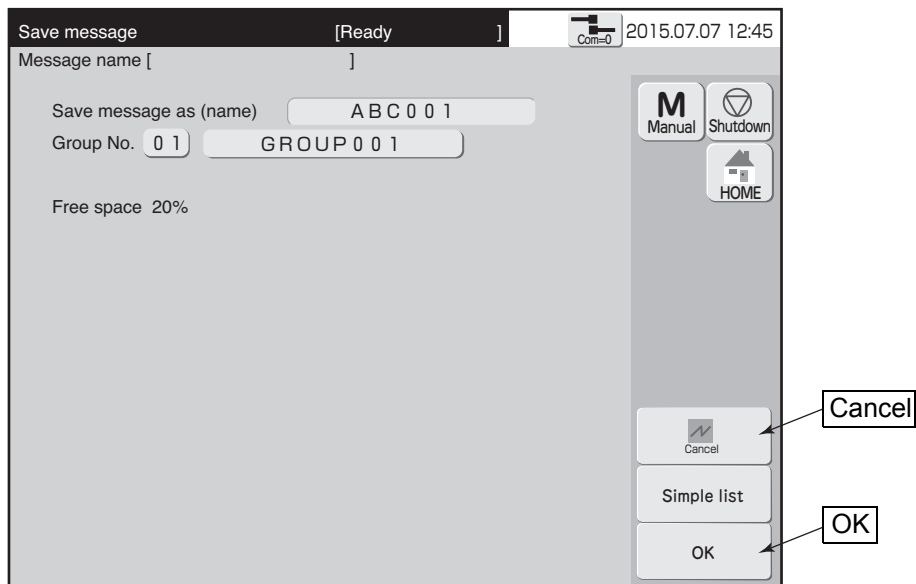 Save message [Ready ] Com=0 2015.07.07 12:45
Message name [ ]
Save message as (name) ABC001
M
Manual Shutdown
Group No. 01 GROUP001
HOME
Free space 20%
Cancel
Cancel
Simple list
OK
OK